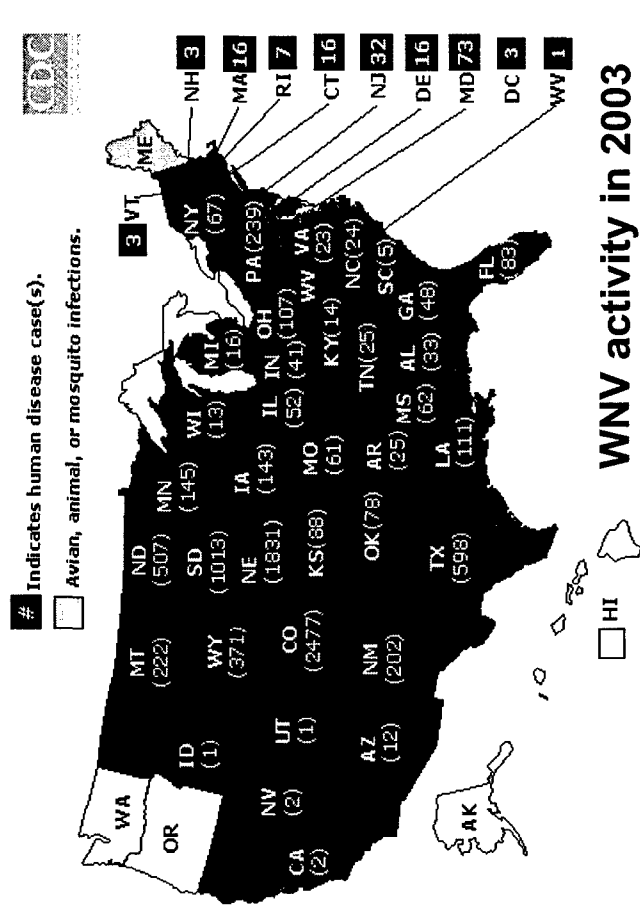 CDC
# Indicates human disease case(s).
Avian, animal, or mosquito infections.
WA
OR
CA
(2)
NV
(2)
ID
(1)
UT
(1)
AZ
(12)
MT
(222)
WY
(371)
CO
(2477)
NM
(202)
ND
(507)
SD
(1013)
NE
(1831)
KS(88)
OK(78)
TX
(598)
MN
(145)
IA
(143)
MO
(61)
AR
(25)
LA
(111)
WI
(13)
IL
(52)
MS
(62)
MI
(16)
IN
(41)
OH
(107)
KY(14)
TN(25)
AL
(33)
GA
(48)
FL
(83)
SC(5)
NC(24)
VA
(23)
WV
PA(239)
NY
(67)
3 VT
ME
NH 3
MA 16
RI 7
CT 16
NJ 32
DE 16
MD 73
DC 3
WV 1
AK
HI
WNV activity in 2003